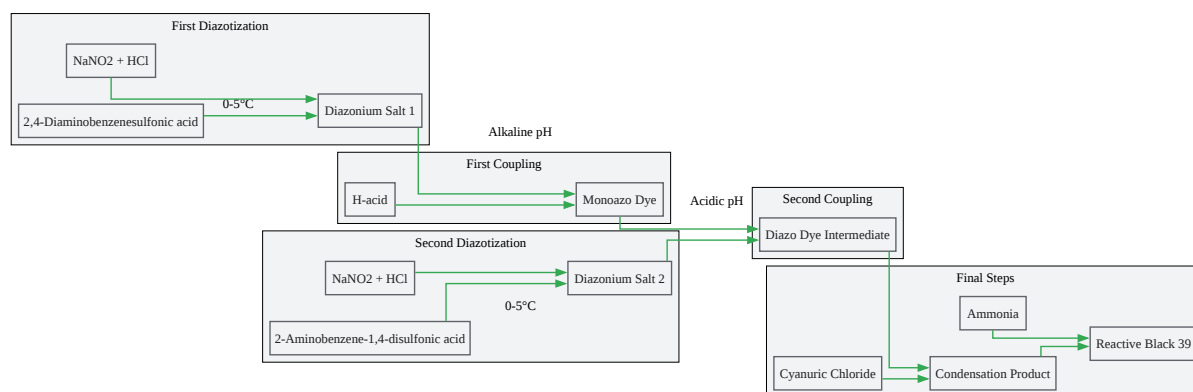 First Diazotization
NaNO2 + HCl
0-5°C
2,4-Diaminobenzenesulfonic acid
Diazonium Salt 1
Alkaline pH
First Coupling
H-acid
Monoazo Dye
Acidic pH
Second Coupling
Diazo Dye Intermediate
Second Diazotization
NaNO2 + HCl
Diazonium Salt 2
0-5°C
2-Aminobenzene-1,4-disulfonic acid
Final Steps
Ammonia
Reactive Black 39
Cyanuric Chloride
Condensation Product